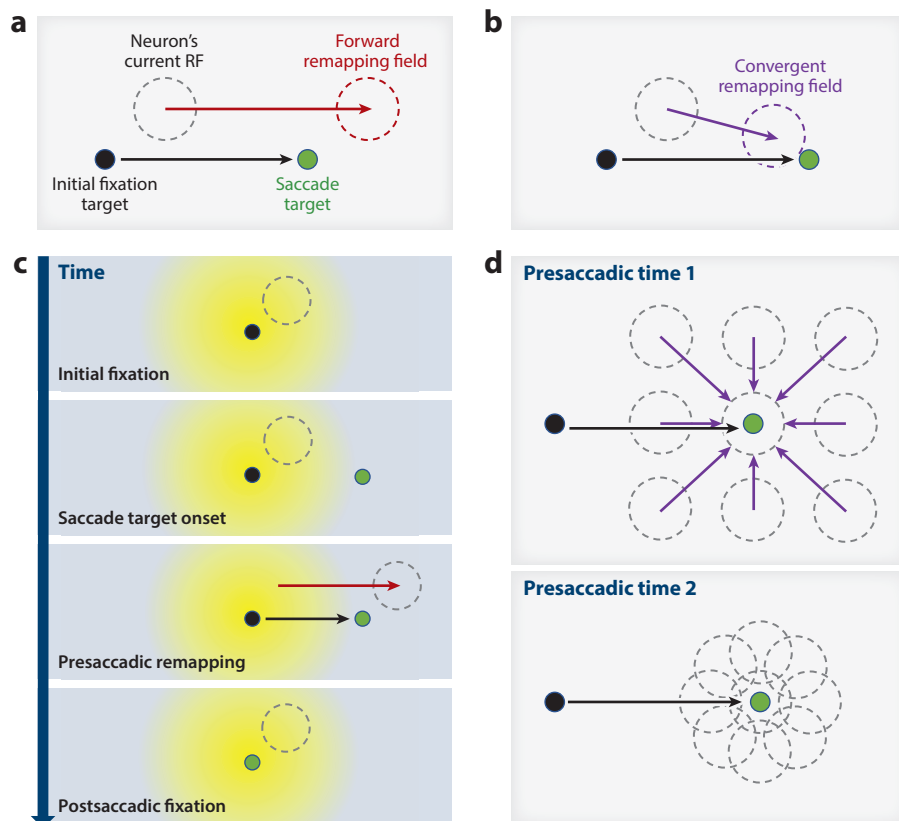 a
Neuron's
current RF
Forward
remapping field
Initial fixation
target
Saccade
target
b
Convergent
remapping field
c
Time
Initial fixation
Saccade target onset
Presaccadic remapping
Postsaccadic fixation
d
Presaccadic time 1
Presaccadic time 2